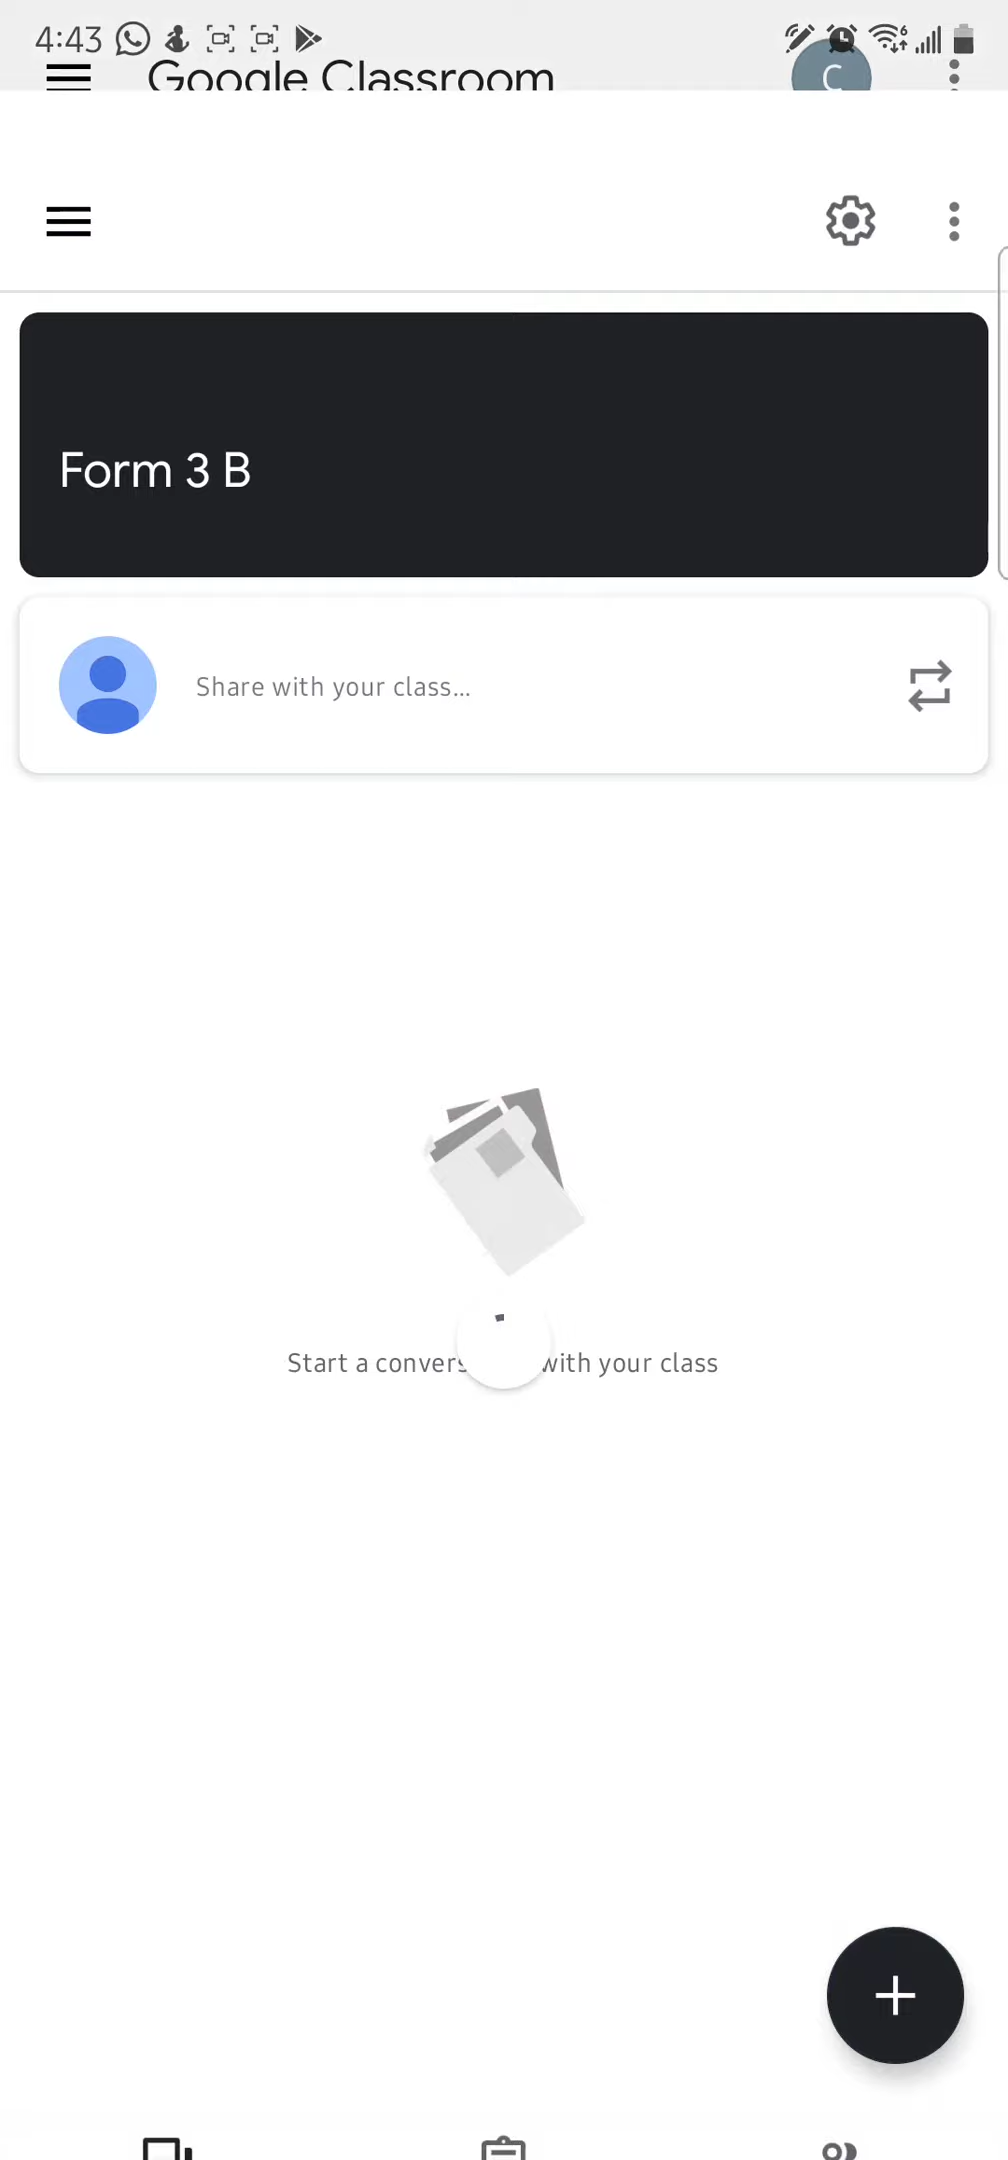 4:43
Google Classroom
C
Form 3 B
Share with your class...
Start a convers with your class